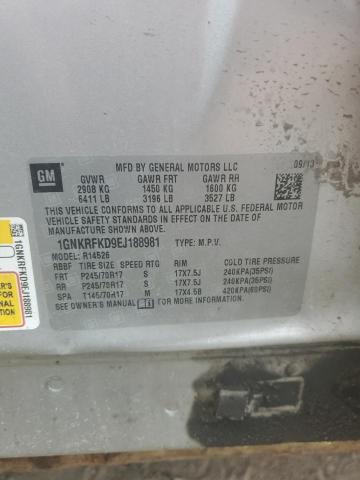 GM
MFD BY GENERAL MOTORS LLC
09/13
GVWR GAWR FRT GAWR RR
2908 KG 1450 KG 1600 KG
6411 LB 3196 LB 3527 LB
THIS VEHICLE CONFORMS TO ALL APPLICABLE U.S. FEDERAL MOTOR
VEHICLE SAFETY STANDARDS IN EFFECT ON THE DATE OF
MANUFACTURE SHOWN ABOVE.
1GNKRFKD9EJ188981 TYPE: M.P.V.
MODEL: R14526
TIRE SIZE SPEED RTG RIM COLD TIRE PRESSURE
FRT P245/70R17 S 17X7.5J 240KPA(35PSI)
RR P245/70R17 S 17X7.5J 240KPA(35PSI)
SPA T145/70R17 M 17X4.5B 420KPA(60PSI)
SEE OWNER'S MANUAL FOR MORE INFORMATION.
1GNKRFKD9EJ188981
ORIGINAL